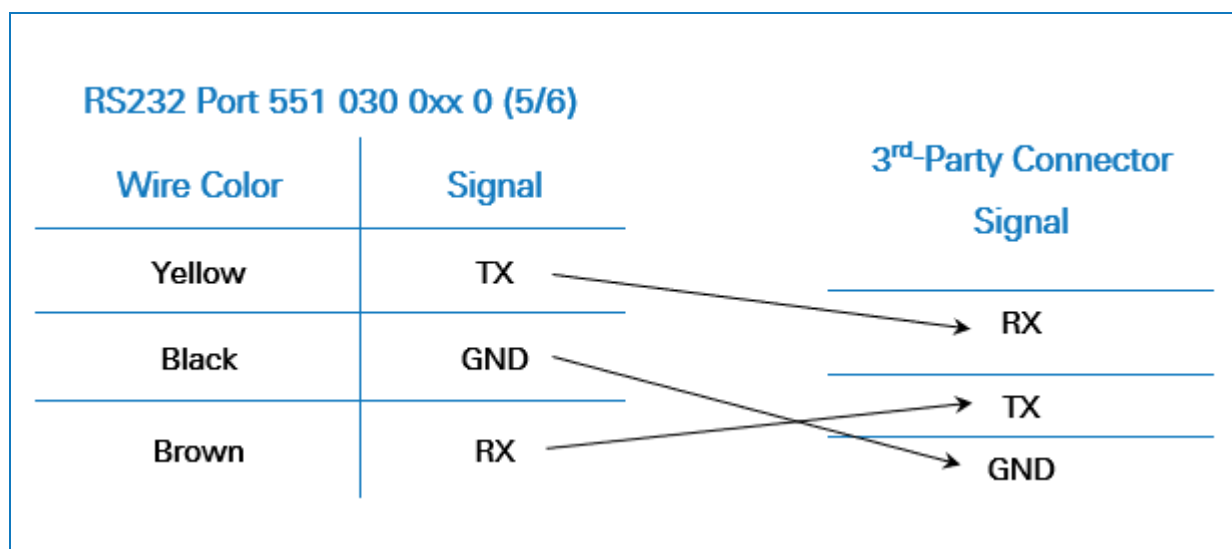 RS232 Port 551 030 0xx 0 (5/6)
Wire Color Signal
Yellow TX
Black GND
Brown RX
3rd-Party Connector
Signal
RX
TX
GND